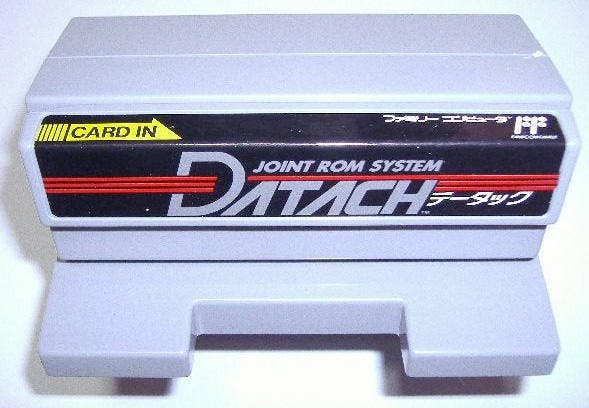 CARD IN
ファミリー コンピュータ
JOINT ROM SYSTEM
DATACH™
データック